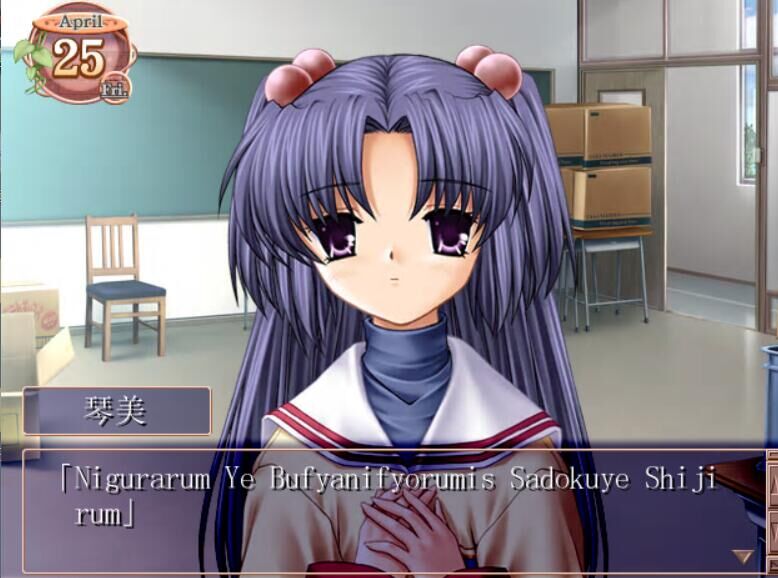 April
25
Fri.
琴美
「Nigurarum Ye Bufyanifyorumis Sadokuye Shiji
rum」